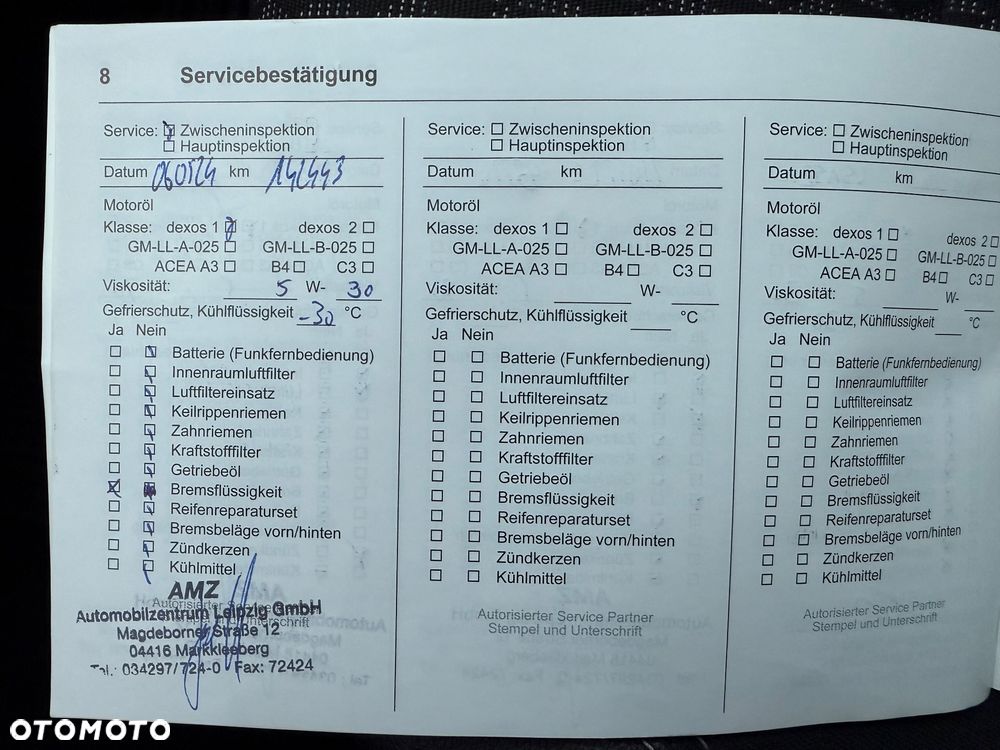 8 Servicebestätigung
Service: Zwischeninspektion
Hauptinspektion
Datum 060524 km 142443
Motoröl
Klasse: dexos 1 dexos 2
GM-LL-A-025 GM-LL-B-025
ACEA A3 B4 C3
Viskosität: 5 W- 30
Gefrierschutz, Kühlflüssigkeit -30 °C
Ja Nein
Batterie (Funkfernbedienung)
Innenraumluftfilter
Luftfiltereinsatz
Keilrippenriemen
Zahnriemen
Kraftstofffilter
Getriebeöl
Bremsflüssigkeit
Reifenreparaturset
Bremsbeläge vorn/hinten
Zündkerzen
Kühlmittel
AMZ
Autorisierter Service Partner
Automobilzentrum Leipzig GmbH
Stempel und Unterschrift
Magdeborner Straße 12
04416 Markkleeberg
Tel.: 034297/724-0 Fax: 72424
Service: Zwischeninspektion
Hauptinspektion
Datum km
Motoröl
Klasse: dexos 1 dexos 2
GM-LL-A-025 GM-LL-B-025
ACEA A3 B4 C3
Viskosität: W-
Gefrierschutz, Kühlflüssigkeit °C
Ja Nein
Batterie (Funkfernbedienung)
Innenraumluftfilter
Luftfiltereinsatz
Keilrippenriemen
Zahnriemen
Kraftstofffilter
Getriebeöl
Bremsflüssigkeit
Reifenreparaturset
Bremsbeläge vorn/hinten
Zündkerzen
Kühlmittel
Autorisierter Service Partner
Stempel und Unterschrift
Service: Zwischeninspektion
Hauptinspektion
Datum km
Motoröl
Klasse: dexos 1 dexos 2
GM-LL-A-025 GM-LL-B-025
ACEA A3 B4 C3
Viskosität: W-
Gefrierschutz, Kühlflüssigkeit °C
Ja Nein
Batterie (Funkfernbedienung)
Innenraumluftfilter
Luftfiltereinsatz
Keilrippenriemen
Zahnriemen
Kraftstofffilter
Getriebeöl
Bremsflüssigkeit
Reifenreparaturset
Bremsbeläge vorn/hinten
Zündkerzen
Kühlmittel
Autorisierter Service Partner
Stempel und Unterschrift
OTOMOTO